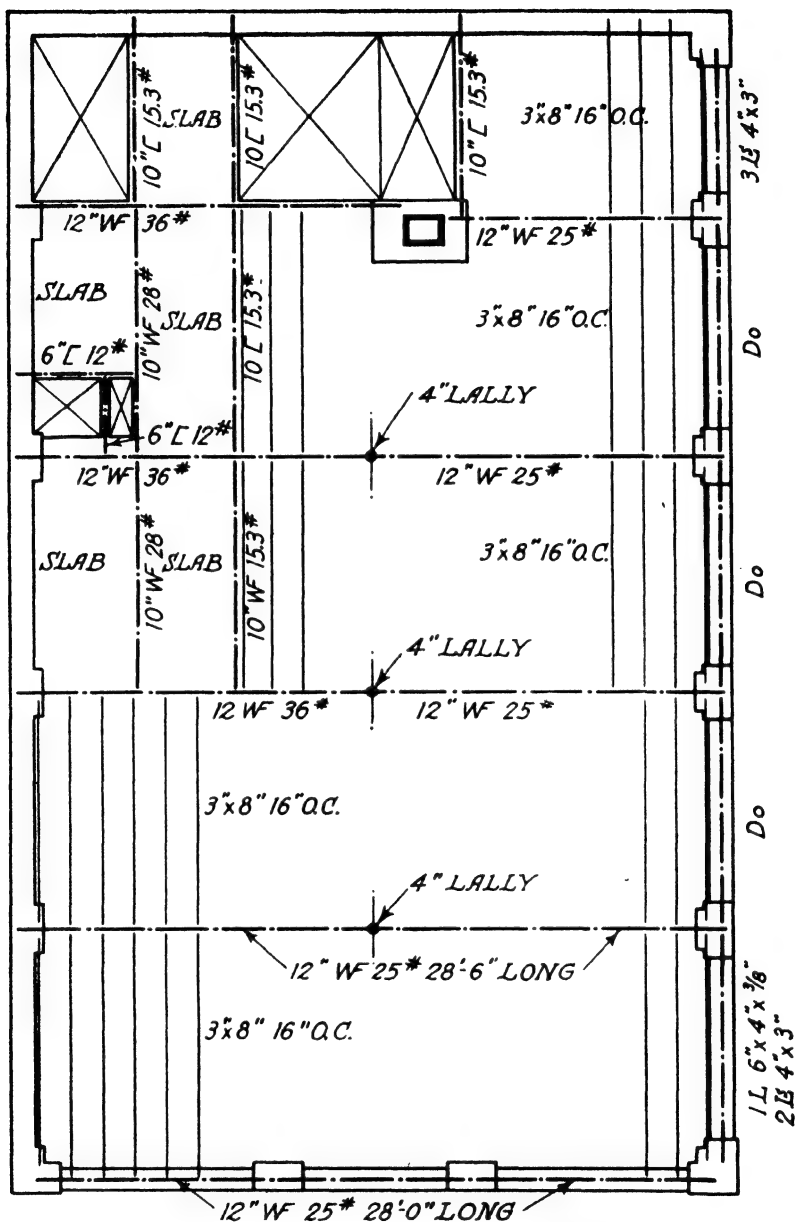 10"[ 15.3#
SLAB
10[ 15.3#
10"[ 15.3#
3"x8" 16"O.C.
3 Ls 4"x3"
12"WF 36#
12"WF 25#
SLAB
10"WF 28#
SLAB
10[ 15.3#
3"x8" 16"O.C.
Do
6"[ 12#
4"LALLY
6"[ 12#
12"WF 36#
12"WF 25#
SLAB
10"WF 28#
SLAB
10"WF 15.3#
3"x8" 16"O.C.
Do
4"LALLY
12 WF 36#
12"WF 25#
3"x8" 16"O.C.
Do
4"LALLY
12"WF 25# 28'-6"LONG
3"x8" 16"O.C.
1 L 6"x4"x3/8"
2 Ls 4"x3"
12"WF 25# 28'-0"LONG